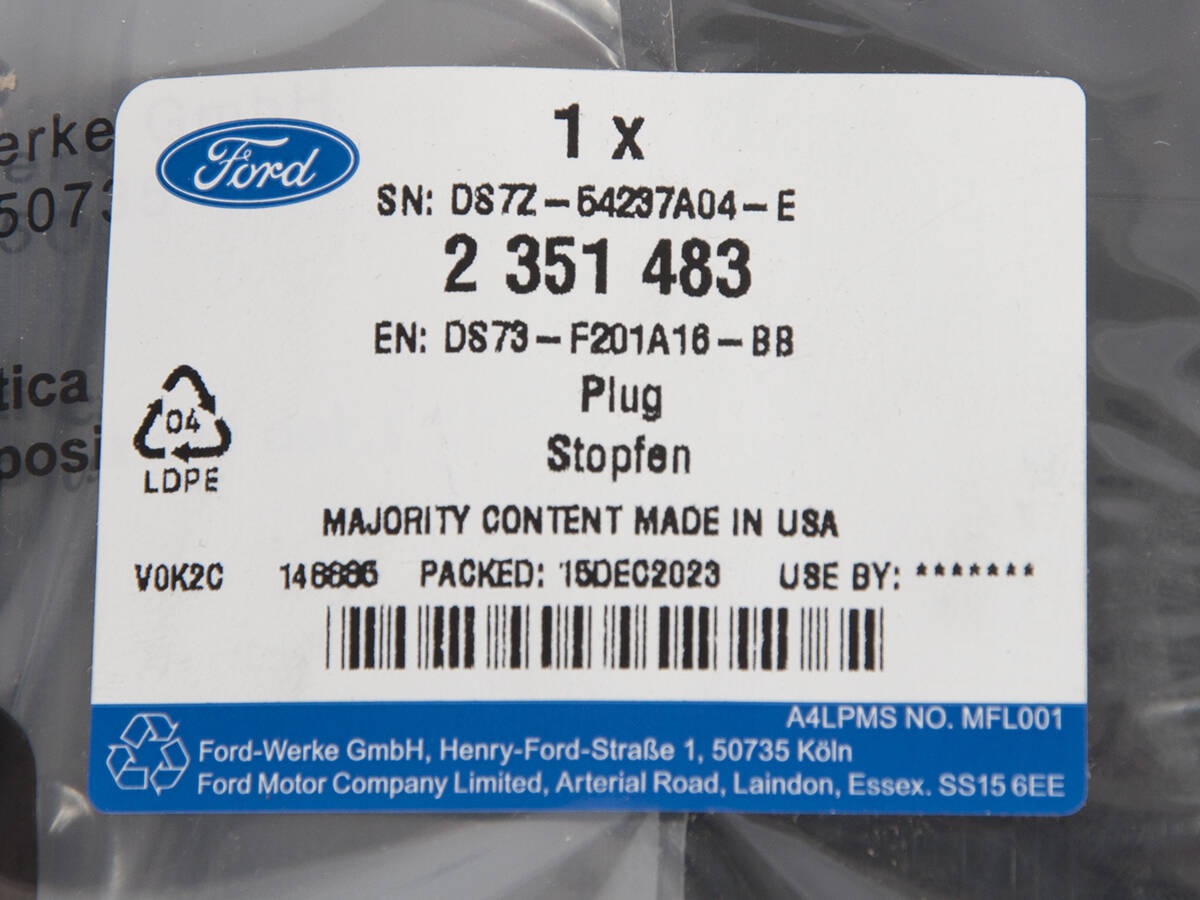 Ford
1 x
SN: DS7Z-54237A04-E
2 351 483
EN: DS73-F201A16-BB
Plug
Stopfen
04
LDPE
MAJORITY CONTENT MADE IN USA
V0K2C PACKED: 15DEC2023 USE BY: *******
A4LPMS NO. MFL001
Ford-Werke GmbH, Henry-Ford-Straße 1, 50735 Köln
Ford Motor Company Limited, Arterial Road, Laindon, Essex. SS15 6EE